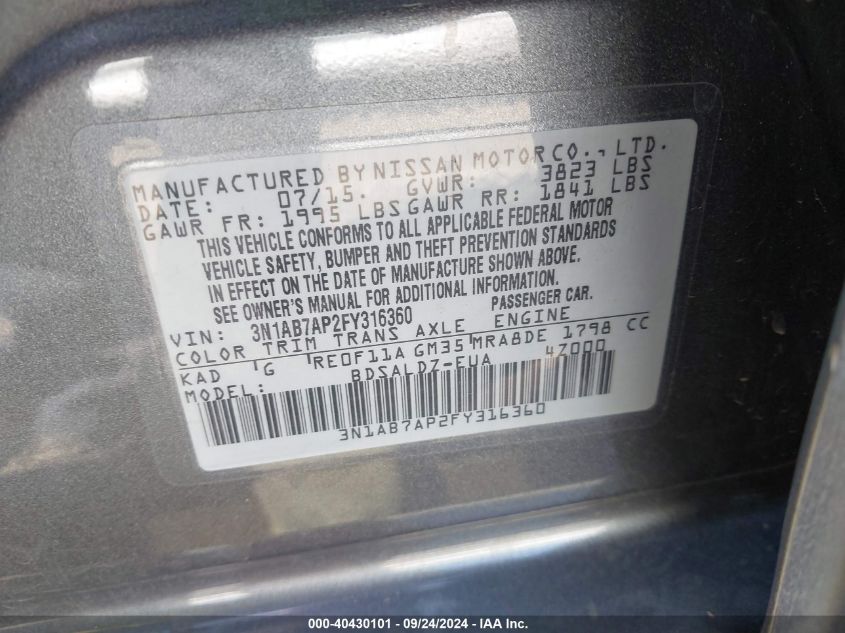 MANUFACTURED BY NISSAN MOTOR CO., LTD.
DATE: 07/15. GVWR: 3823 LBS
GAWR FR: 1995 LBS GAWR RR: 1841 LBS
THIS VEHICLE CONFORMS TO ALL APPLICABLE FEDERAL MOTOR
VEHICLE SAFETY, BUMPER AND THEFT PREVENTION STANDARDS
IN EFFECT ON THE DATE OF MANUFACTURE SHOWN ABOVE.
SEE OWNER'S MANUAL FOR ADDITIONAL INFORMATION.
VIN: 3N1AB7AP2FY316360 PASSENGER CAR.
COLOR TRIM TRANS AXLE ENGINE
KAD G RE0F11A GM35 MRA8DE 1798 CC
MODEL: BDSALDZ-EUA 4Z000
3N1AB7AP2FY316360
000-40430101 - 09/24/2024 - IAA Inc.